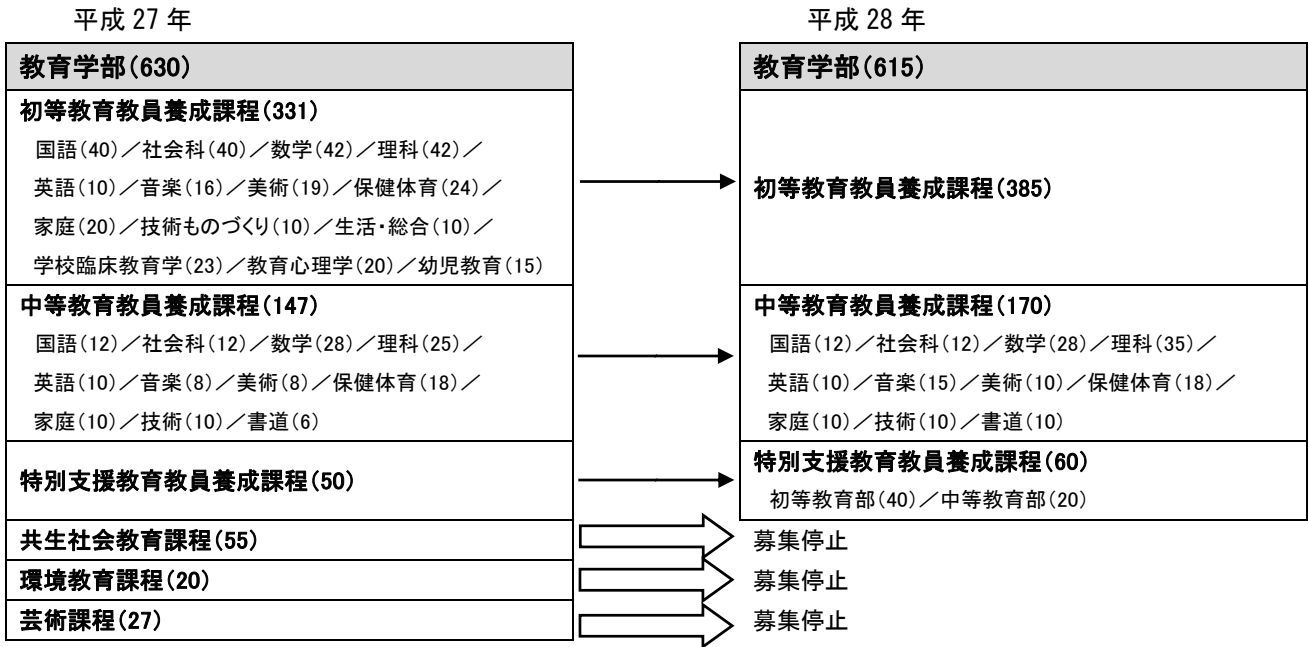 平成 27 年
教育学部(630)
初等教育教員養成課程(331)
国語(40)／社会科(40)／数学(42)／理科(42)／
英語(10)／音楽(16)／美術(19)／保健体育(24)／
家庭(20)／技術ものづくり(10)／生活・総合(10)／
学校臨床教育学(23)／教育心理学(20)／幼児教育(15)
中等教育教員養成課程(147)
国語(12)／社会科(12)／数学(28)／理科(25)／
英語(10)／音楽(8)／美術(8)／保健体育(18)／
家庭(10)／技術(10)／書道(6)
特別支援教育教員養成課程(50)
共生社会教育課程(55)
環境教育課程(20)
芸術課程(27)
平成 28 年
教育学部(615)
初等教育教員養成課程(385)
中等教育教員養成課程(170)
国語(12)／社会科(12)／数学(28)／理科(35)／
英語(10)／音楽(15)／美術(10)／保健体育(18)／
家庭(10)／技術(10)／書道(10)
特別支援教育教員養成課程(60)
初等教育部(40)／中等教育部(20)
募集停止
募集停止
募集停止